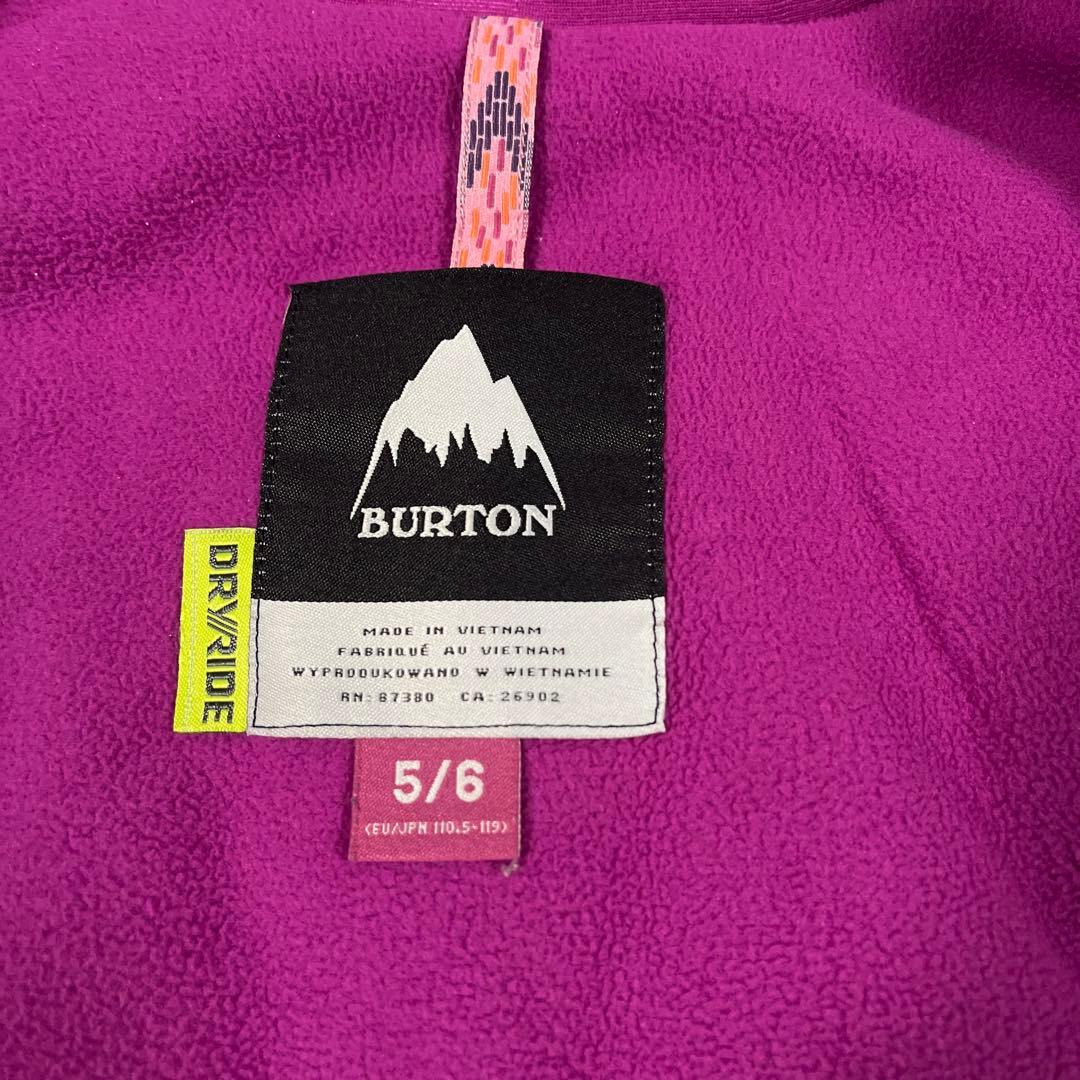 BURTON
DRY//RIDE
MADE IN VIETNAM
FABRIQUÉ AU VIETNAM
WYPRODUKOWANO W WIETNAMIE
RN: 87380 CA: 26902
5/6
(EU/JPN 110.5-119)